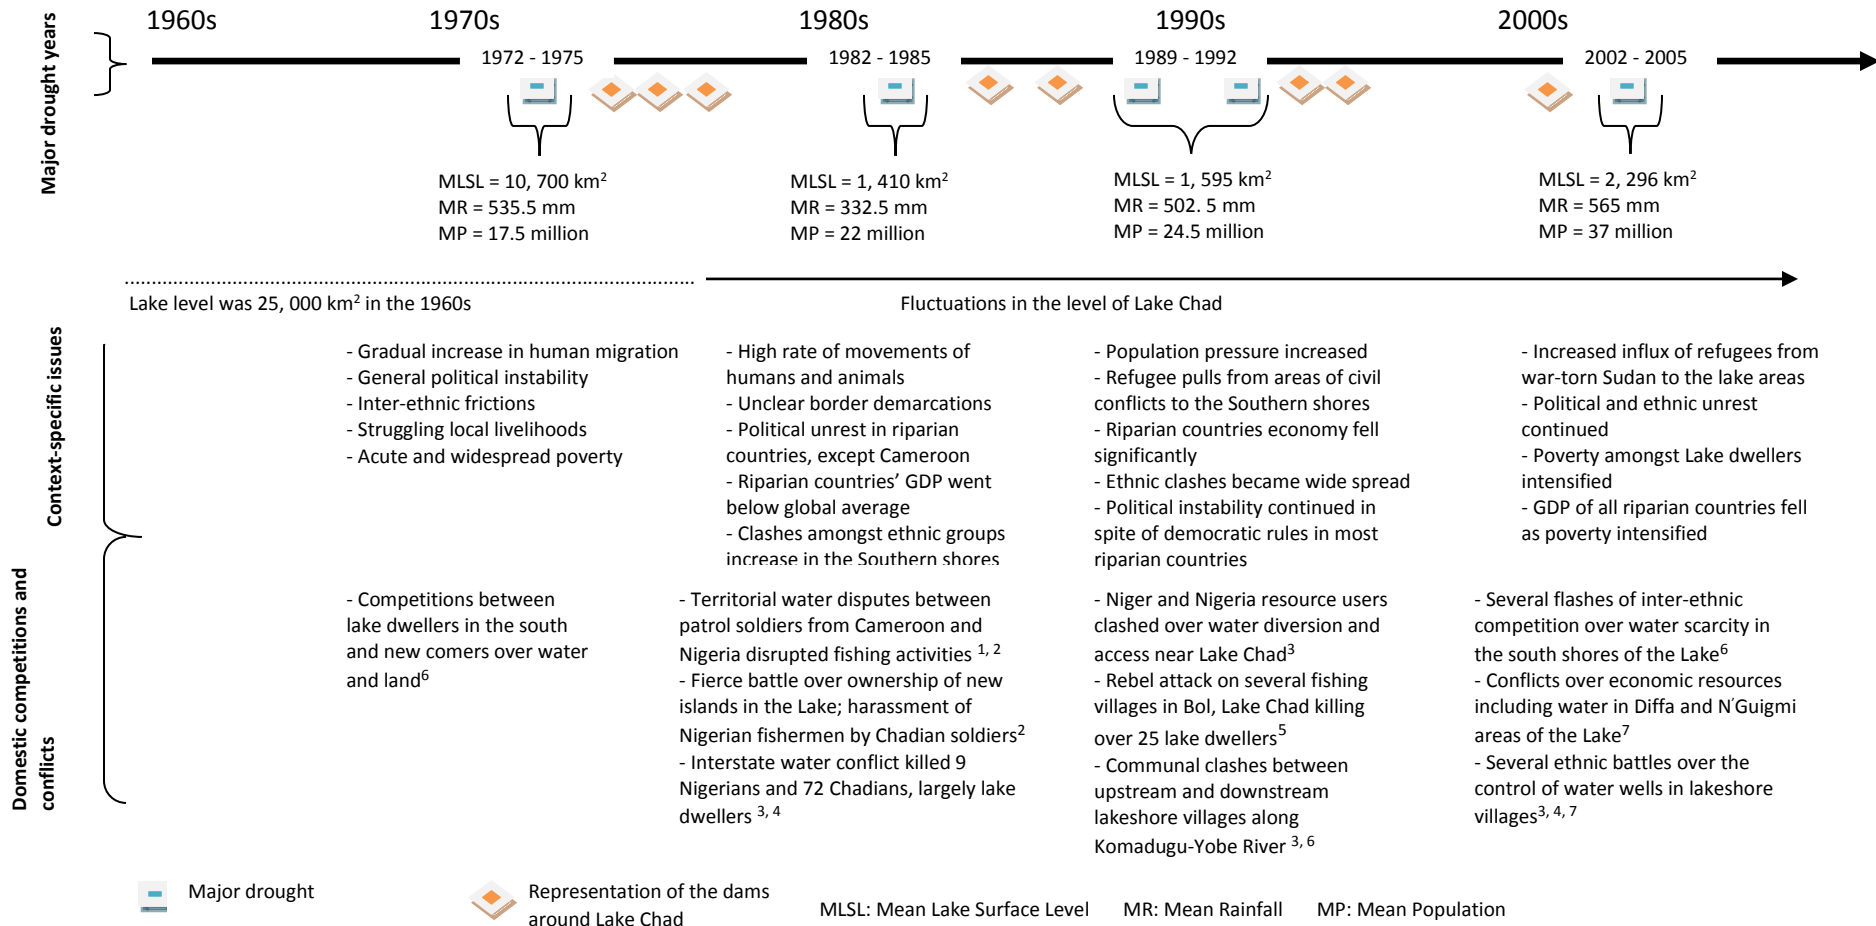 1960s
1970s
1980s
1990s
2000s
Major drought years
1972 - 1975
1982 - 1985
1989 - 1992
2002 - 2005
MLSL = 10, 700 km²
MR = 535.5 mm
MP = 17.5 million
MLSL = 1, 410 km²
MR = 332.5 mm
MP = 22 million
MLSL = 1, 595 km²
MR = 502. 5 mm
MP = 24.5 million
MLSL = 2, 296 km²
MR = 565 mm
MP = 37 million
Lake level was 25, 000 km² in the 1960s
Fluctuations in the level of Lake Chad
Context-specific issues
- Gradual increase in human migration
- General political instability
- Inter-ethnic frictions
- Struggling local livelihoods
- Acute and widespread poverty
- High rate of movements of
humans and animals
- Unclear border demarcations
- Political unrest in riparian
countries, except Cameroon
- Riparian countries’ GDP went
below global average
- Clashes amongst ethnic groups
increase in the Southern shores
- Population pressure increased
- Refugee pulls from areas of civil
conflicts to the Southern shores
- Riparian countries economy fell
significantly
- Ethnic clashes became wide spread
- Political instability continued in
spite of democratic rules in most
riparian countries
- Increased influx of refugees from
war-torn Sudan to the lake areas
- Political and ethnic unrest
continued
- Poverty amongst Lake dwellers
intensified
- GDP of all riparian countries fell
as poverty intensified
Domestic competitions and
conflicts
- Competitions between
lake dwellers in the south
and new comers over water
and land⁶
- Territorial water disputes between
patrol soldiers from Cameroon and
Nigeria disrupted fishing activities ¹, ²
- Fierce battle over ownership of new
islands in the Lake; harassment of
Nigerian fishermen by Chadian soldiers²
- Interstate water conflict killed 9
Nigerians and 72 Chadians, largely lake
dwellers ³, ⁴
- Niger and Nigeria resource users
clashed over water diversion and
access near Lake Chad³
- Rebel attack on several fishing
villages in Bol, Lake Chad killing
over 25 lake dwellers⁵
- Communal clashes between
upstream and downstream
lakeshore villages along
Komadugu-Yobe River ³, ⁶
- Several flashes of inter-ethnic
competition over water scarcity in
the south shores of the Lake⁶
- Conflicts over economic resources
including water in Diffa and N'Guigmi
areas of the Lake⁷
- Several ethnic battles over the
control of water wells in lakeshore
villages³, ⁴, ⁷
Major drought
Representation of the dams
around Lake Chad
MLSL: Mean Lake Surface Level
MR: Mean Rainfall
MP: Mean Population